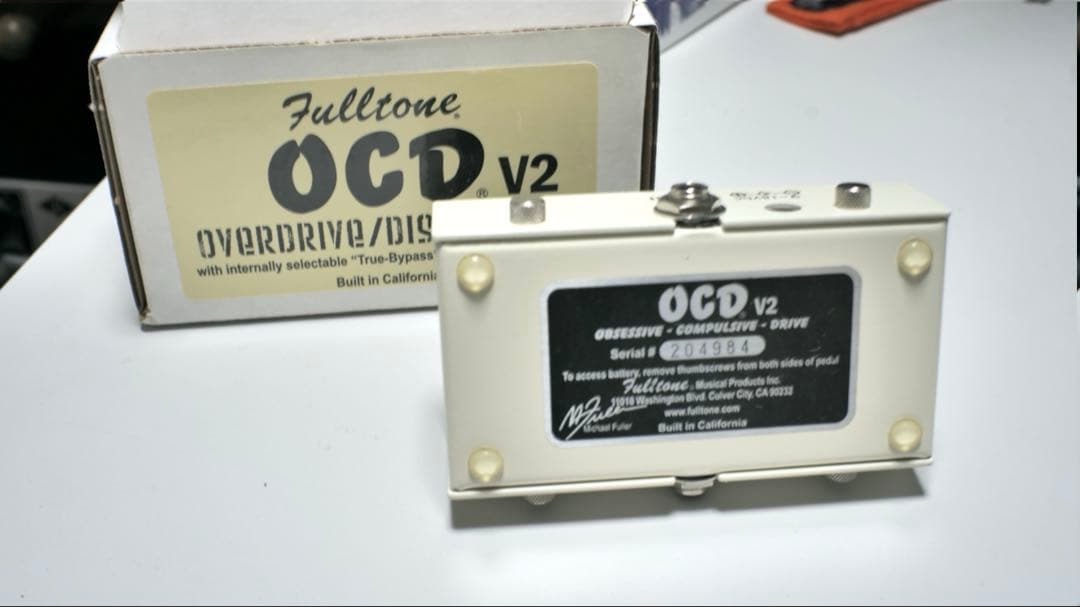 Fulltone®
OCD® V2
OVERDRIVE/DIS
with internally selectable "True-Bypass"
Built in California
OCD® V2
OBSESSIVE - COMPULSIVE - DRIVE
Serial # 204984
To access battery, remove thumbscrews from both sides of pedal
Fulltone® Musical Products Inc.
11018 Washington Blvd. Culver City, CA 90232
www.fulltone.com
Michael Fuller Built in California